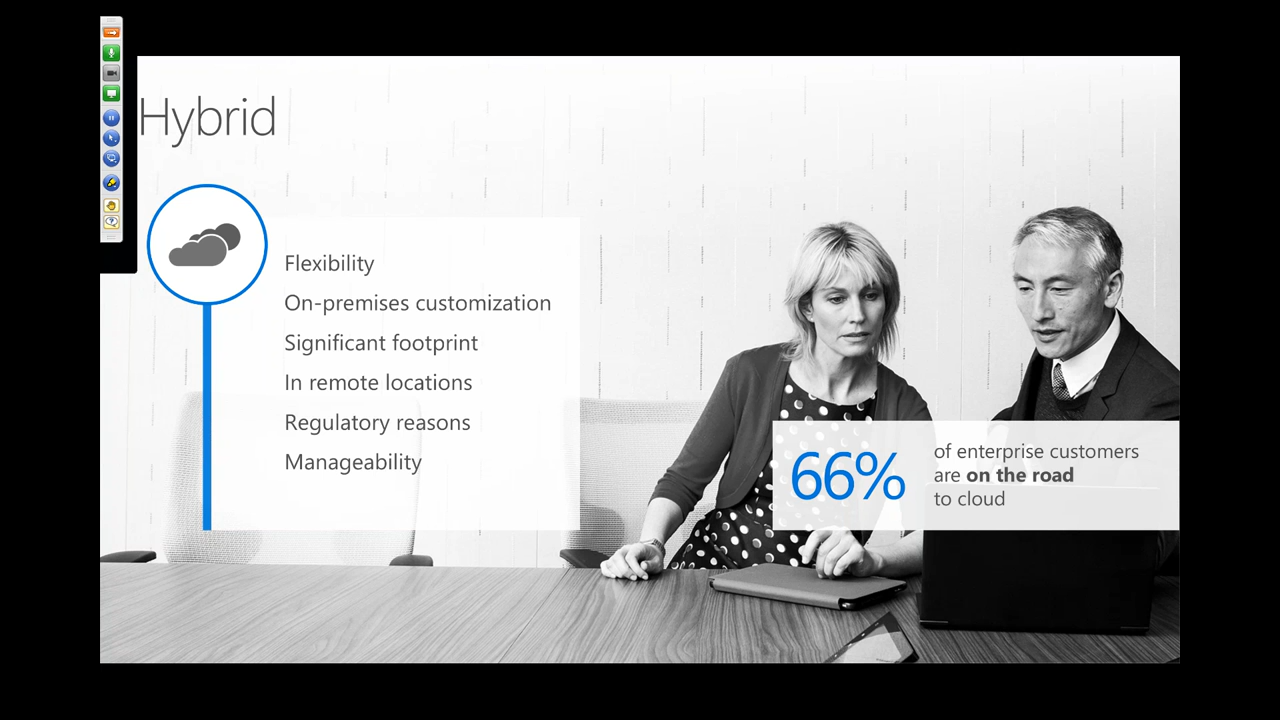 Hybrid
Flexibility
On-premises customization
Significant footprint
In remote locations
Regulatory reasons
Manageability
66%
of enterprise customers
are on the road
to cloud